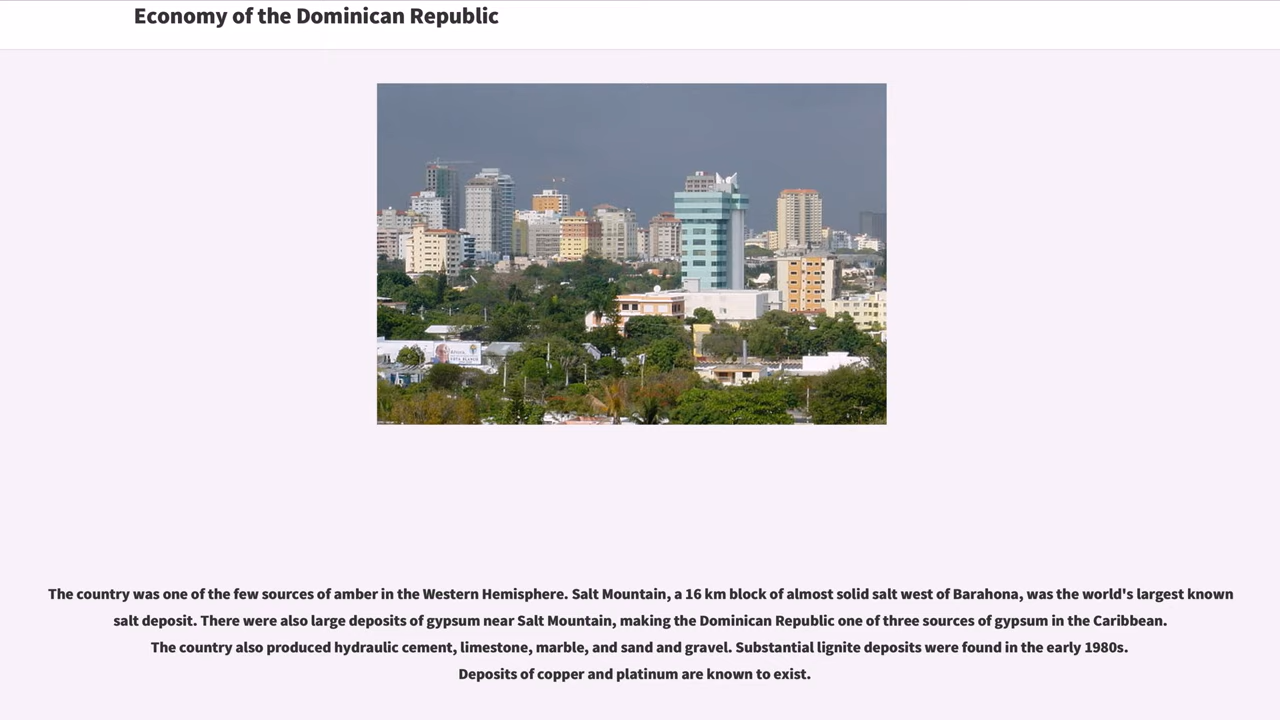 Economy of the Dominican Republic
The country was one of the few sources of amber in the Western Hemisphere. Salt Mountain, a 16 km block of almost solid salt west of Barahona, was the world's largest known
salt deposit. There were also large deposits of gypsum near Salt Mountain, making the Dominican Republic one of three sources of gypsum in the Caribbean.
The country also produced hydraulic cement, limestone, marble, and sand and gravel. Substantial lignite deposits were found in the early 1980s.
Deposits of copper and platinum are known to exist.